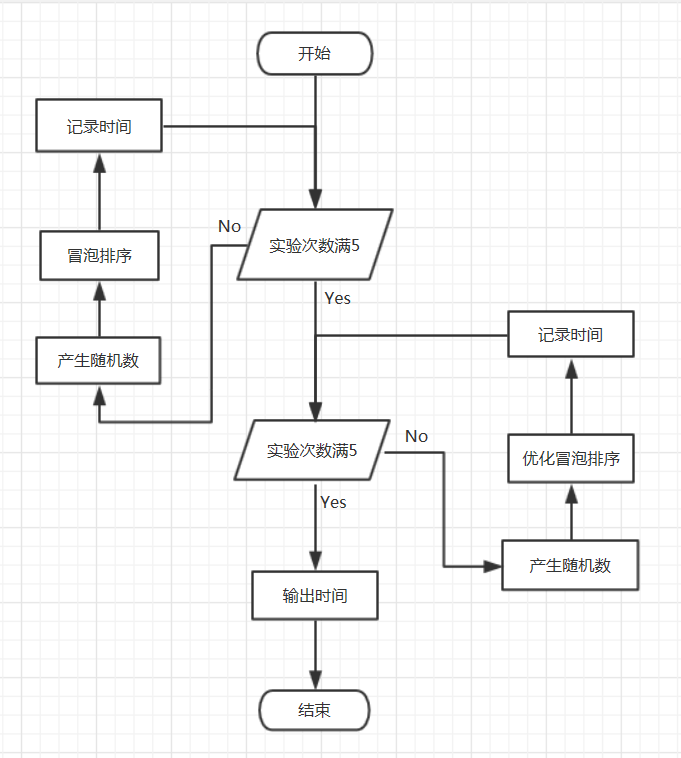 开始
记录时间
No
实验次数满5
冒泡排序
Yes
记录时间
产生随机数
No
实验次数满5
优化冒泡排序
Yes
产生随机数
输出时间
结束